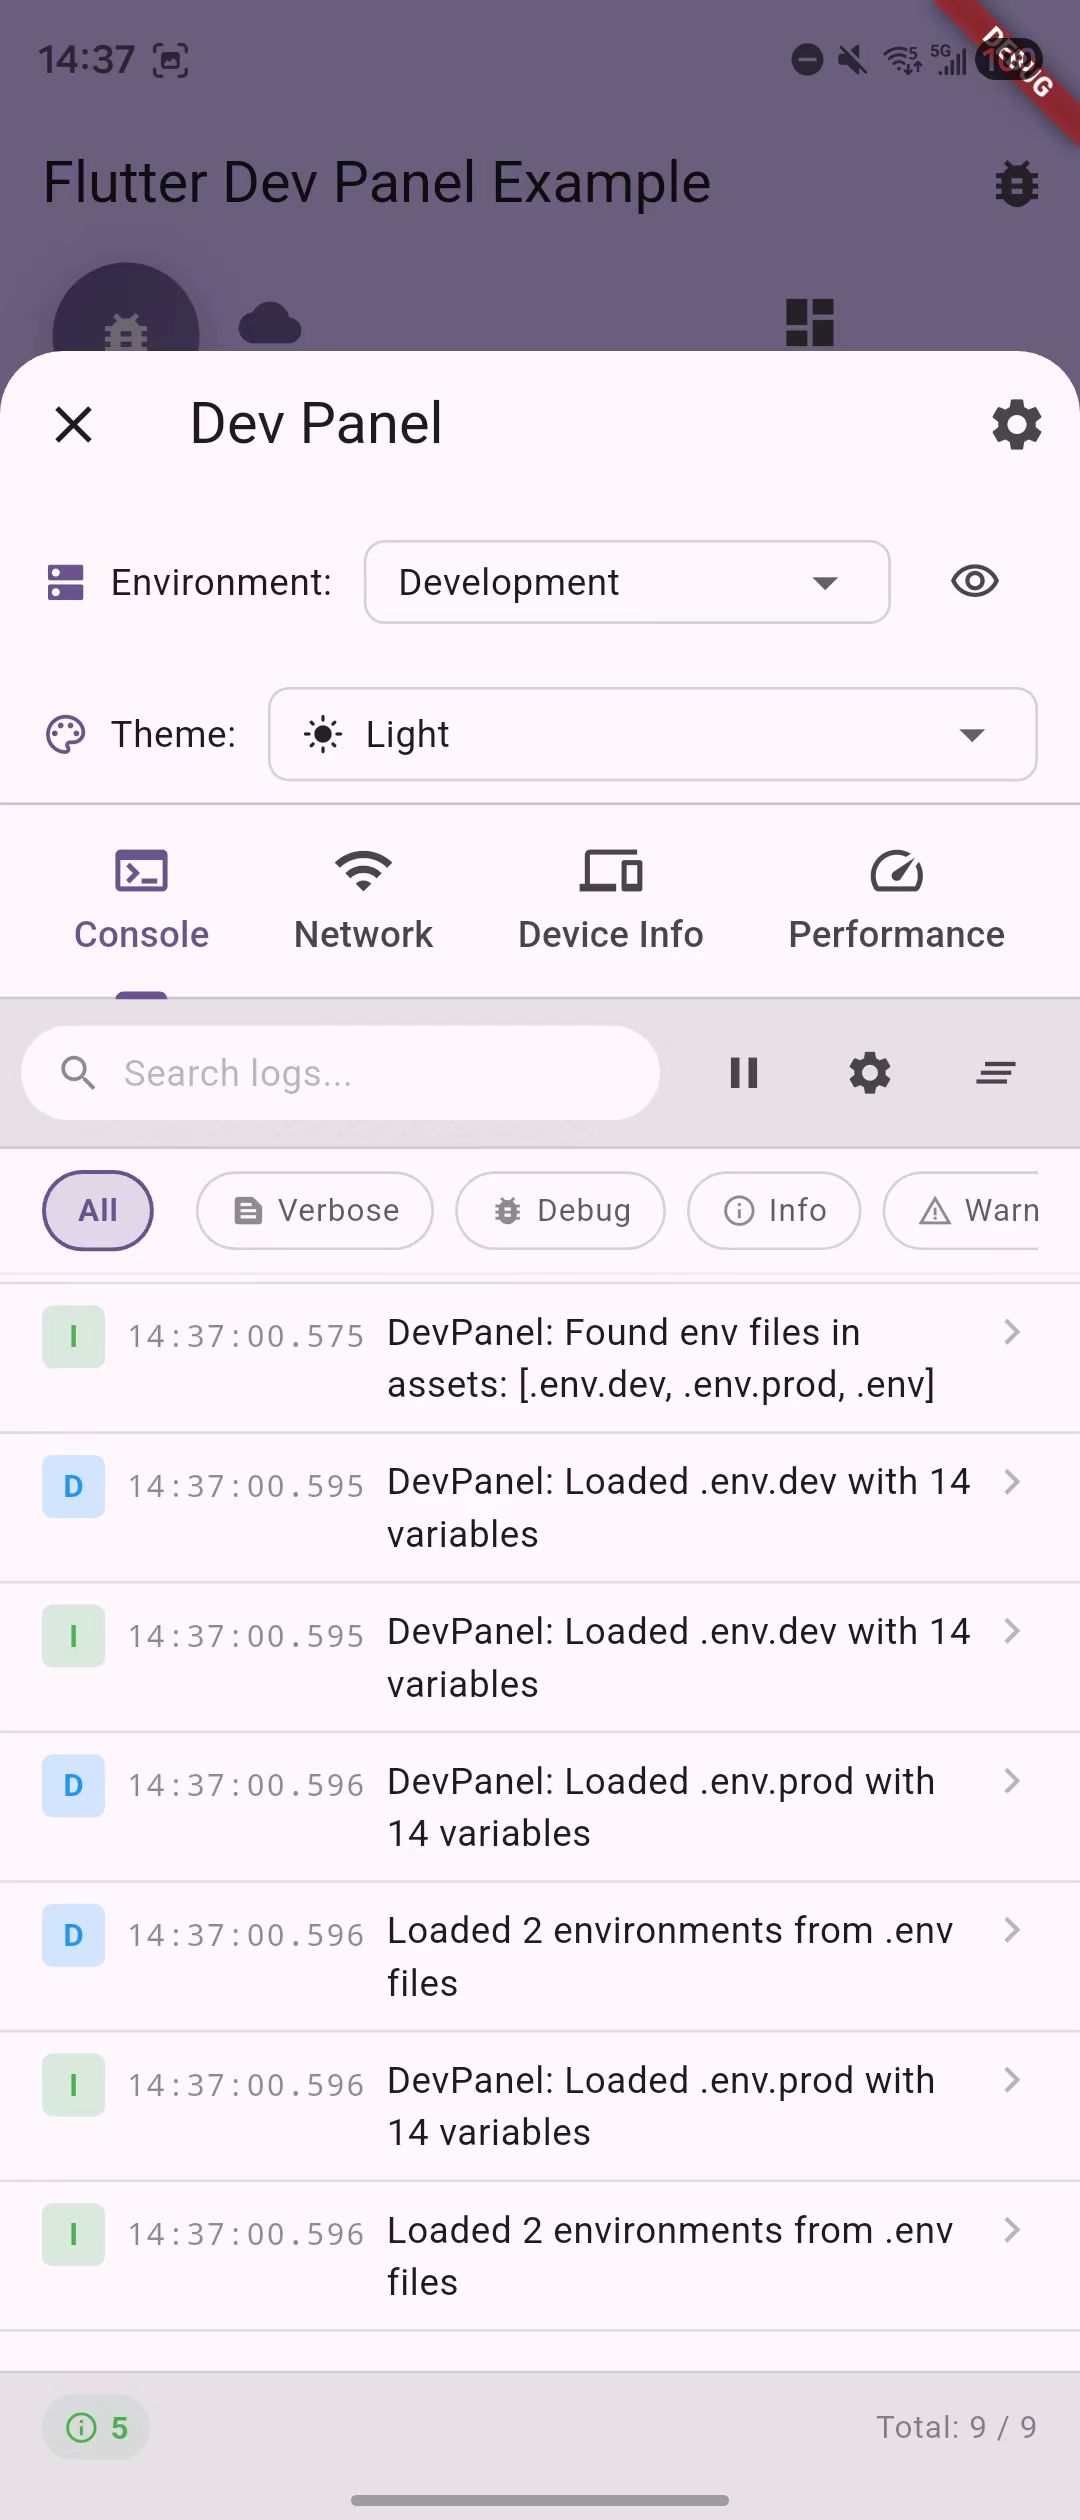 14:37
5G
DEBUG
Flutter Dev Panel Example
Dev Panel
Environment:
Development
Theme:
Light
Console
Network
Device Info
Performance
Search logs...
All
Verbose
Debug
Info
Warn
I
14:37:00.575
DevPanel: Found env files in
assets: [.env.dev, .env.prod, .env]
D
14:37:00.595
DevPanel: Loaded .env.dev with 14
variables
I
14:37:00.595
DevPanel: Loaded .env.dev with 14
variables
D
14:37:00.596
DevPanel: Loaded .env.prod with
14 variables
D
14:37:00.596
Loaded 2 environments from .env
files
I
14:37:00.596
DevPanel: Loaded .env.prod with
14 variables
I
14:37:00.596
Loaded 2 environments from .env
files
5
Total: 9 / 9